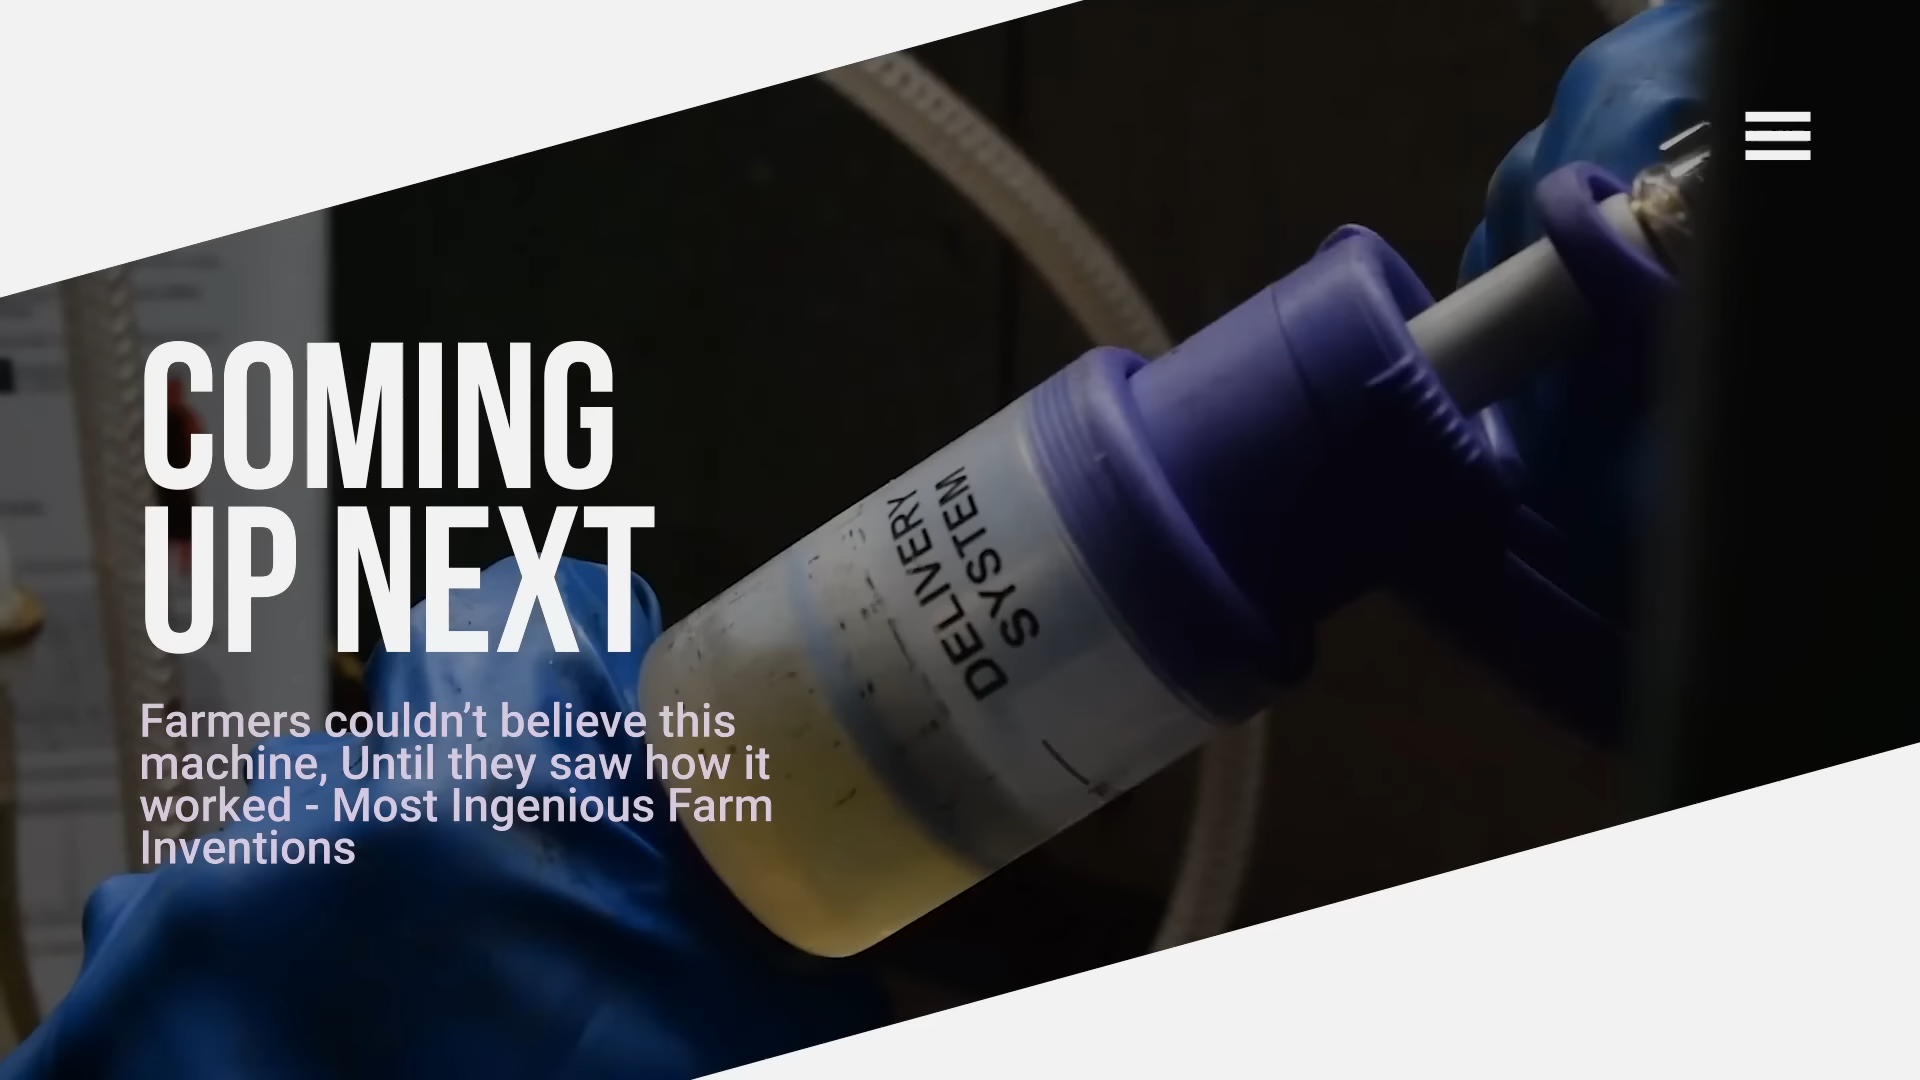 COMING
UP NEXT
Farmers couldn’t believe this
machine, Until they saw how it
worked - Most Ingenious Farm
Inventions
DELIVERY
SYSTEM